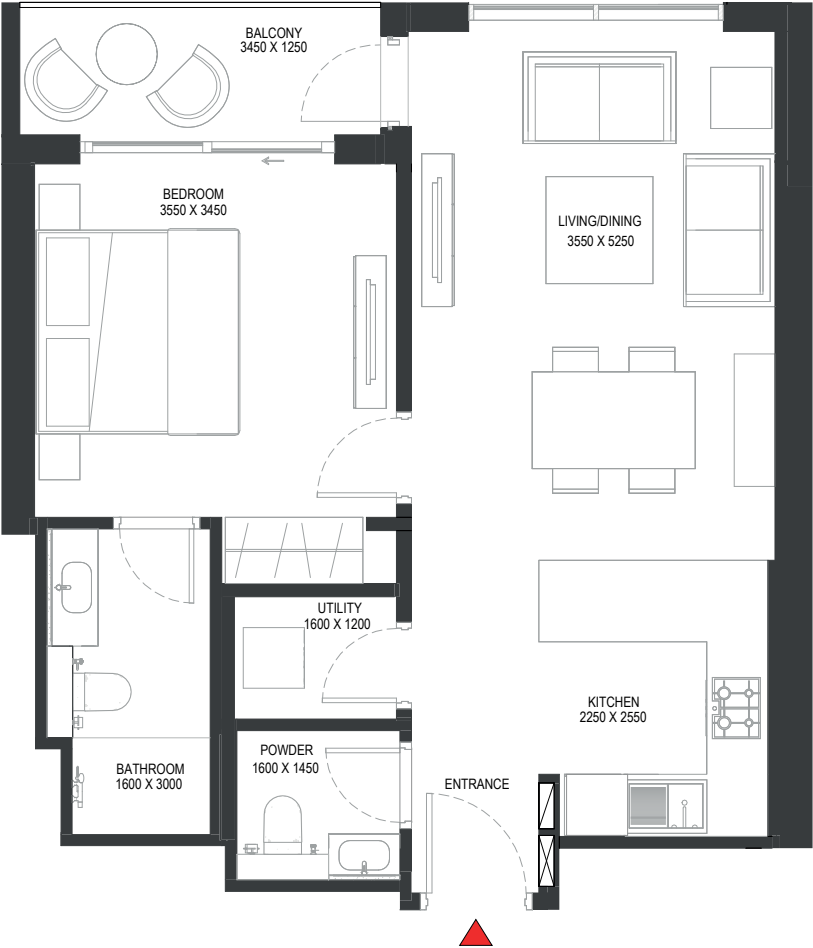 BALCONY
3450 X 1250
BEDROOM
3550 X 3450
LIVING/DINING
3550 X 5250
UTILITY
1600 X 1200
KITCHEN
2250 X 2550
POWDER
1600 X 1450
BATHROOM
1600 X 3000
ENTRANCE